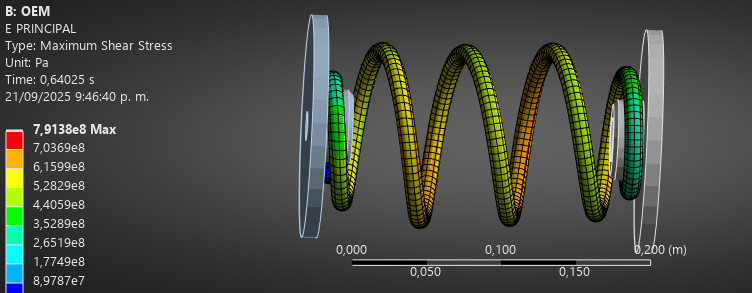 B: OEM
E PRINCIPAL
Type: Maximum Shear Stress
Unit: Pa
Time: 0,64025 s
21/09/2025 9:46:40 p. m.
7,9138e8 Max
7,0369e8
6,1599e8
5,2829e8
4,4059e8
3,5289e8
2,6519e8
1,7749e8
8,9787e7
0,000 0,100 0,200 (m)
0,050 0,150